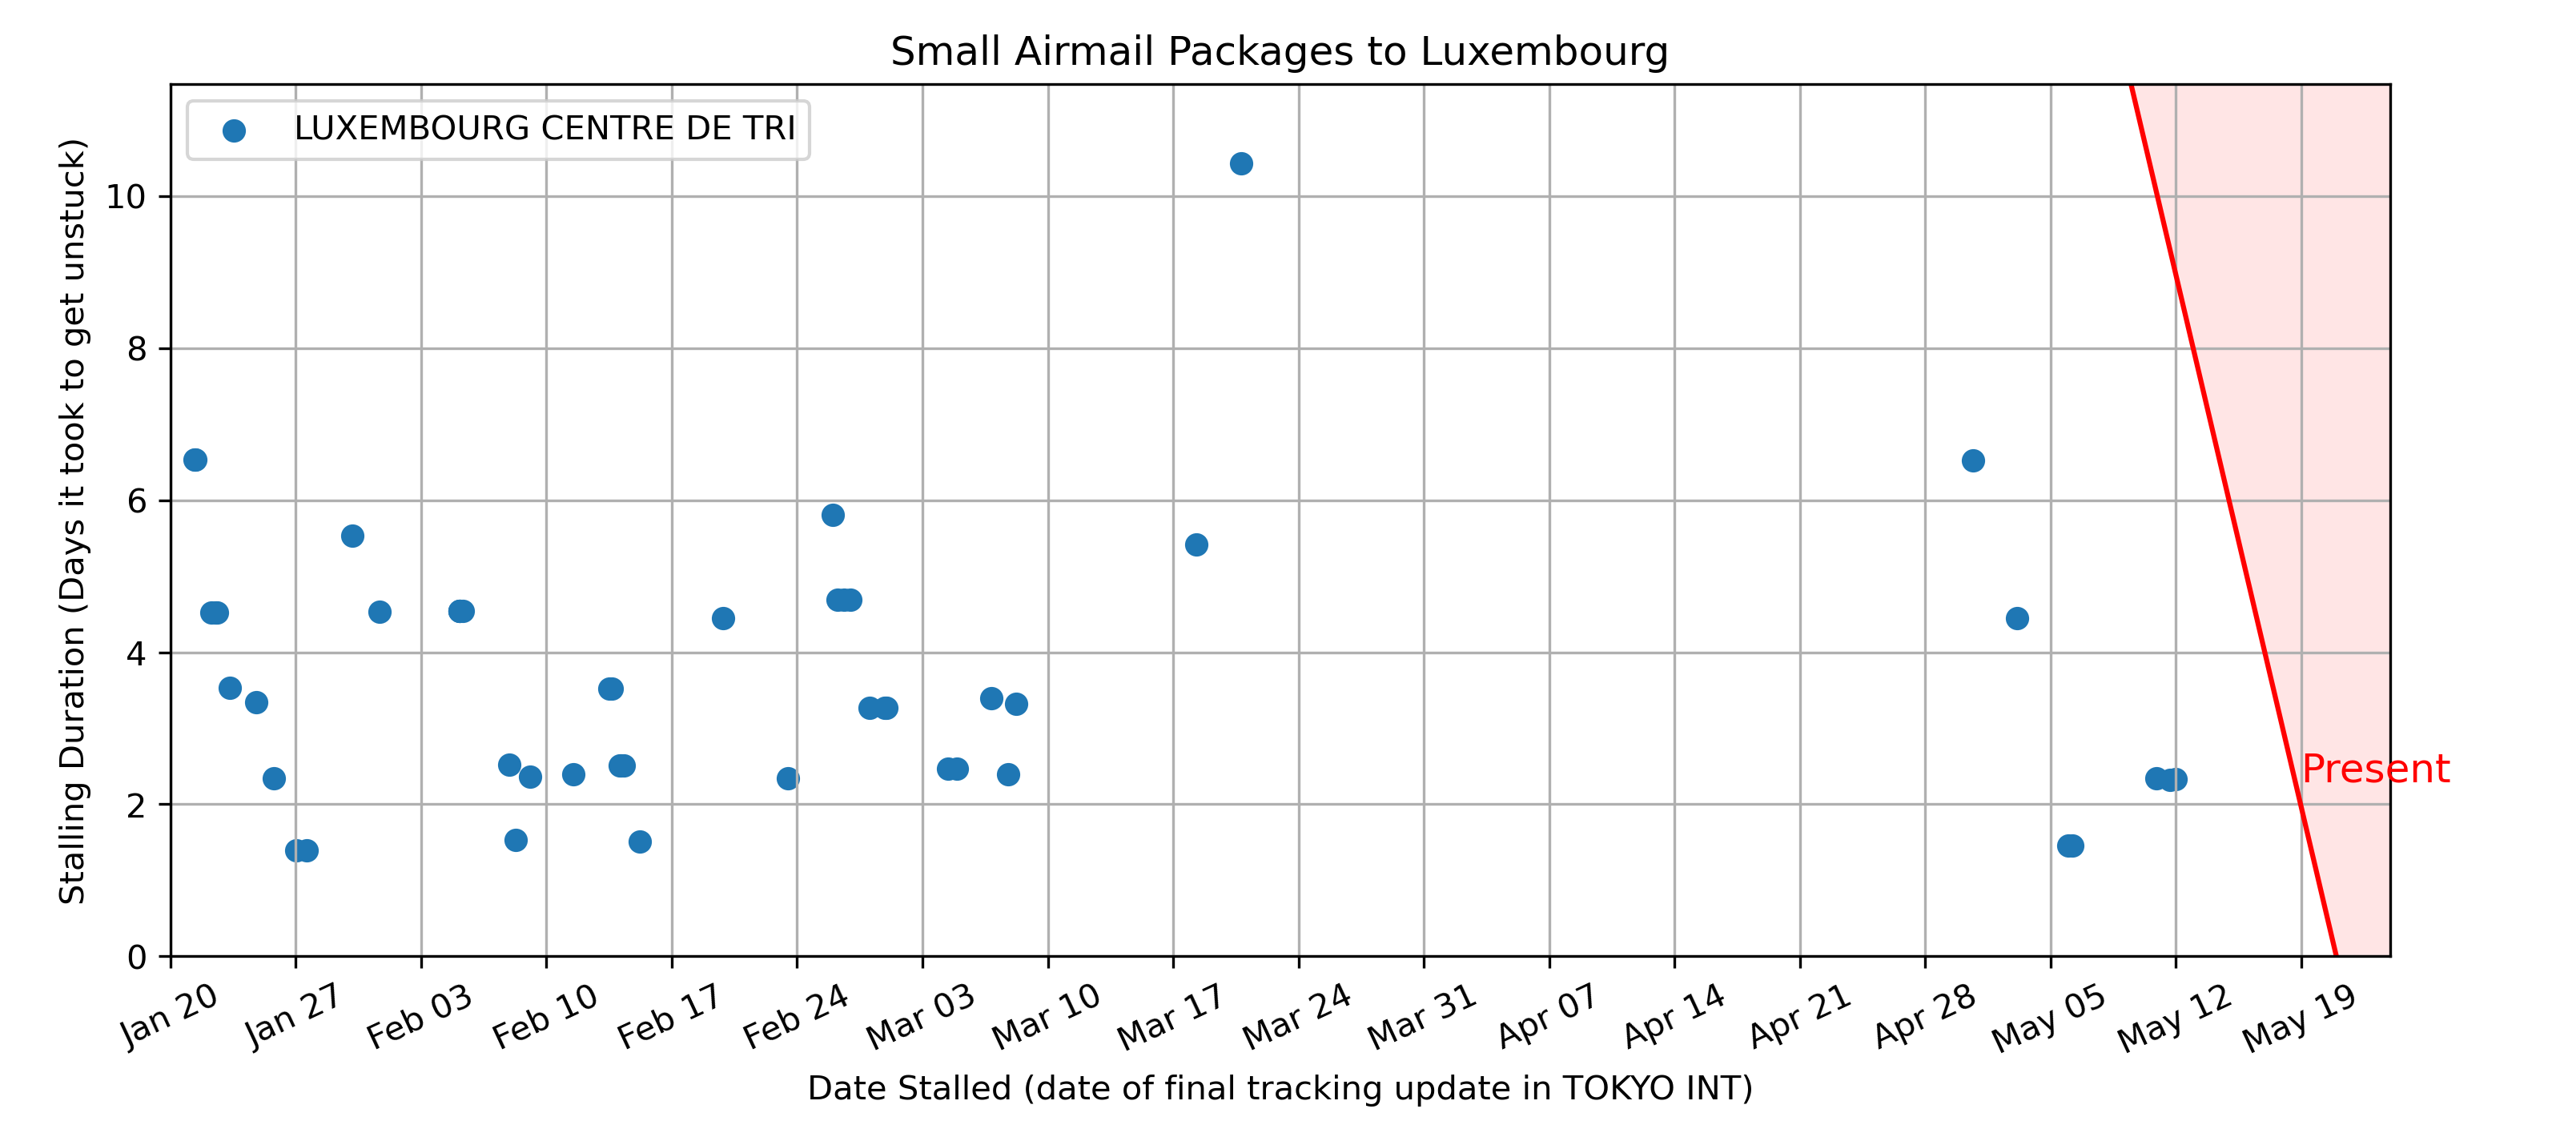 Small Airmail Packages to Luxembourg
LUXEMBOURG CENTRE DE TRI
Stalling Duration (Days it took to get unstuck)
10
8
6
4
2
0
Present
Jan 20 Jan 27 Feb 03 Feb 10 Feb 17 Feb 24 Mar 03 Mar 10 Mar 17 Mar 24 Mar 31 Apr 07 Apr 14 Apr 21 Apr 28 May 05 May 12 May 19
Date Stalled (date of final tracking update in TOKYO INT)